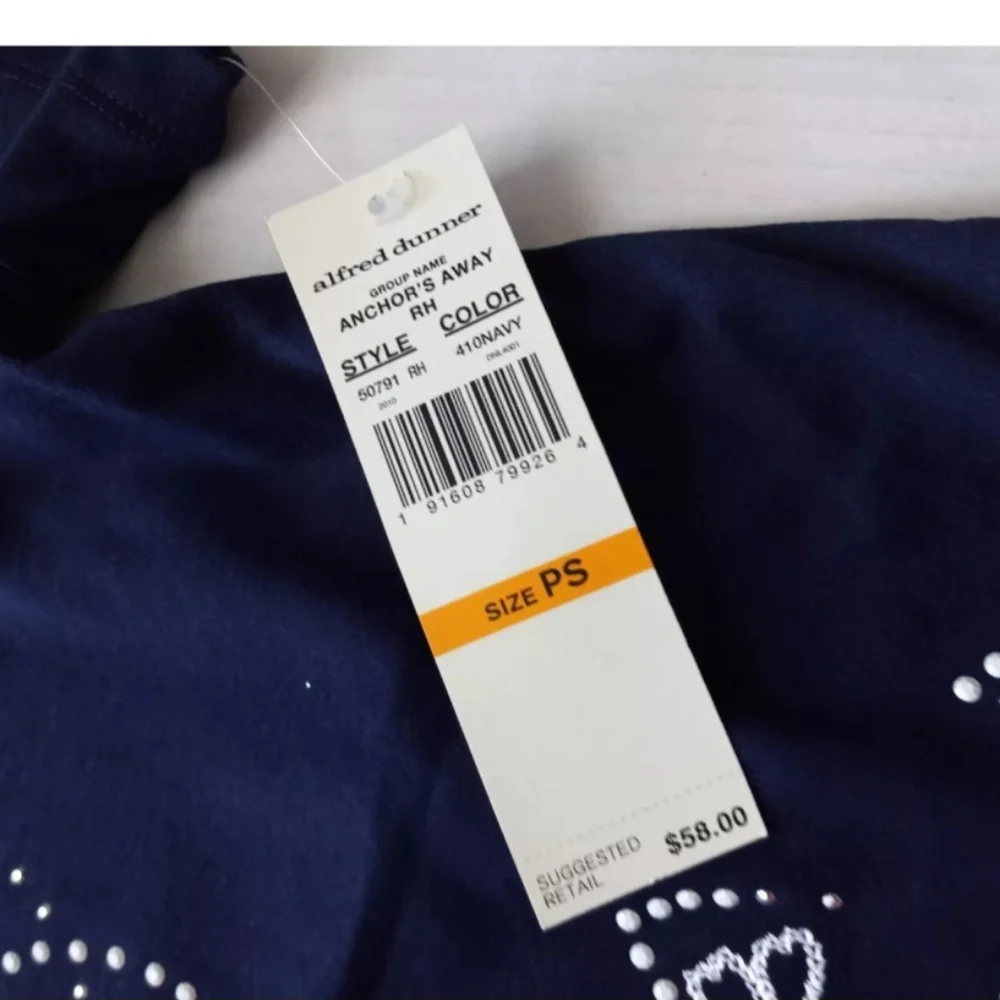 alfred dunner
GROUP NAME
ANCHOR'S AWAY
RH
STYLE COLOR
50791 RH 410NAVY
2010
1 91608 79926 4
SIZE PS
SUGGESTED
RETAIL
$58.00